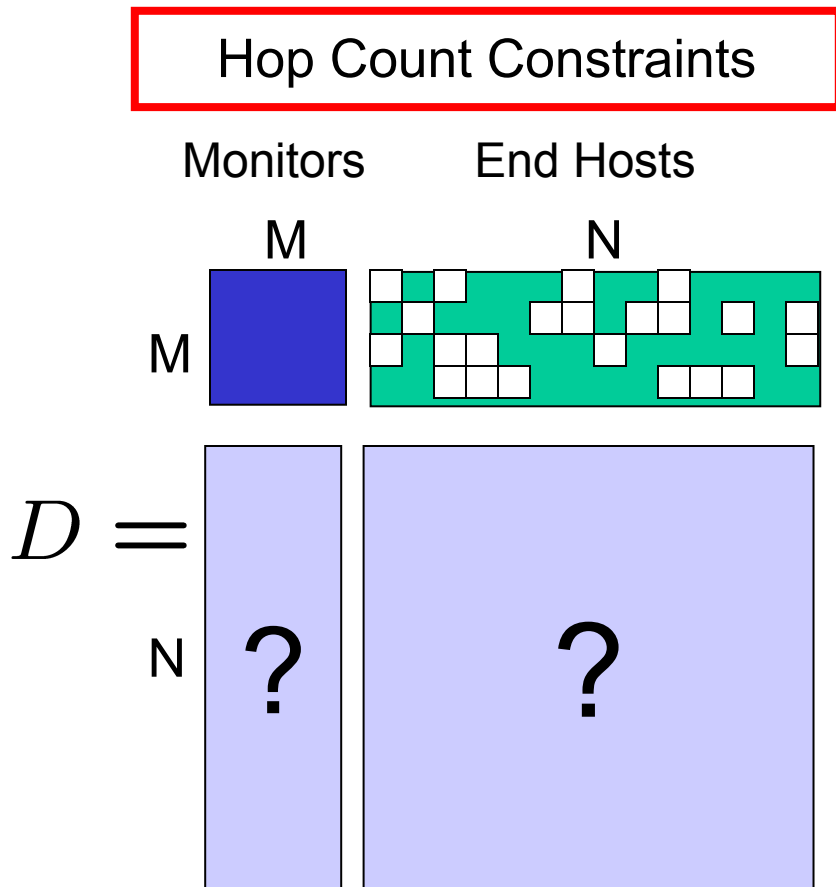 Hop Count Constraints
Monitors End Hosts
M N
M
D =
N ? ?